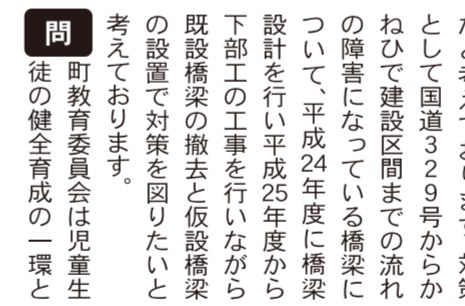 として国道329号からか
ねひで建設区間までの流れ
の障害になっている橋梁に
ついて、平成24年度に橋梁
設計を行い平成25年度から
下部工の工事を行いながら
既設橋梁の撤去と仮設橋梁
の設置で対策を図りたいと
考えております。
問
町教育委員会は児童生
徒の健全育成の一環と